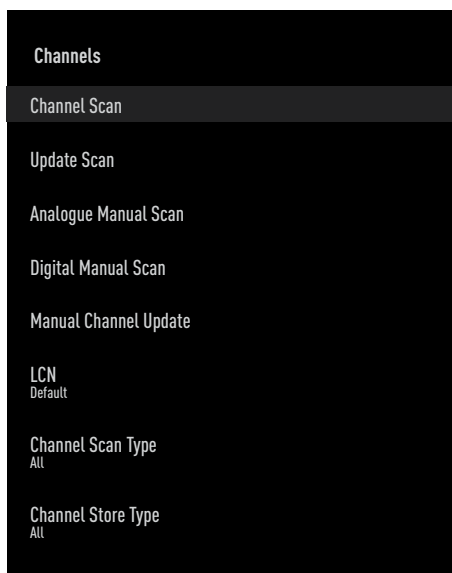 Channels
Channel Scan
Update Scan
Analogue Manual Scan
Digital Manual Scan
Manual Channel Update
LCN
Default
Channel Scan Type
All
Channel Store Type
All